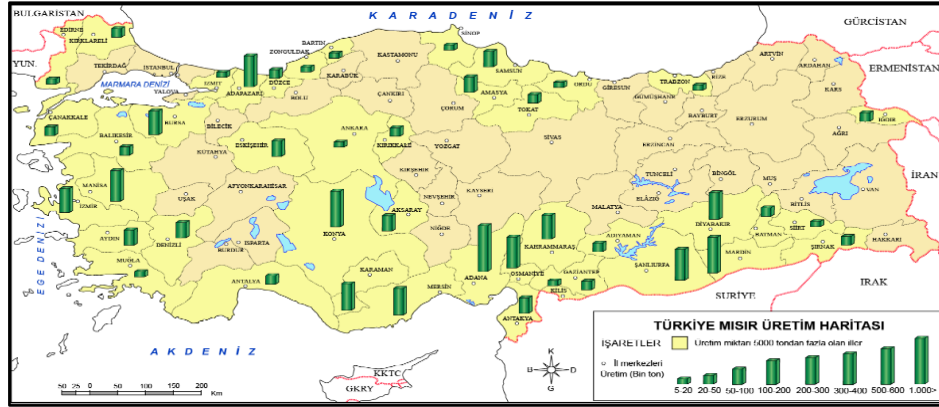 BULGARİSTAN
K A R A D E N İ Z
GÜRCİSTAN
EDİRNE
KIRKLARELİ
SİNOP
BARTIN
ZONGULDAK
KASTAMONU
ARTVİN
YUN.
TEKİRDAĞ
İSTANBUL
KARABÜK
SAMSUN
ARDAHAN
ERMENİSTAN
MARMARA DENİZİ
YALOVA
İZMİT
ADAPAZARI
DÜZCE
BOLU
ÇANKIRI
AMASYA
ORDU
TRABZON
RİZE
KARS
ÇANAKKALE
BURSA
BİLECİK
ÇORUM
TOKAT
GİRESUN
GÜMÜŞHANE
BAYBURT
ERZURUM
IĞDIR
BALIKESİR
ESKİŞEHİR
ANKARA
KIRIKKALE
YOZGAT
SİVAS
ERZİNCAN
AĞRI
KÜTAHYA
İRAN
MANİSA
İZMİR
UŞAK
AFYONKARAHİSAR
KIRŞEHİR
NEVŞEHİR
KAYSERİ
TUNCELİ
BİNGÖL
MUŞ
VAN
ELAZIĞ
BİTLİS
AKSARAY
MALATYA
EGE DENİZİ
AYDIN
DENİZLİ
BURDUR
ISPARTA
KONYA
NİĞDE
KAHRAMMARAŞ
ADIYAMAN
DİYARAKIR
BATMAN
SİİRT
ŞIRNAK
HAKKARİ
MUĞLA
ANTALYA
KARAMAN
MERSİN
ADANA
OSMANİYE
GAZİANTEP
KİLİS
ŞANLIURFA
MARDİN
ANTAKYA
SURİYE
IRAK
A K D E N İ Z
KKTC
GKRY
K
B D
G
50 25 0 50 100 150 200
Km
TÜRKİYE MISIR ÜRETİM HARİTASI
İŞARETLER Üretim miktarı 5000 tondan fazla olan iller
İl merkezleri
Üretim (Bin ton)
5-20 20-50 50-100 100-200 200-300 300-400 500-600 1.000>